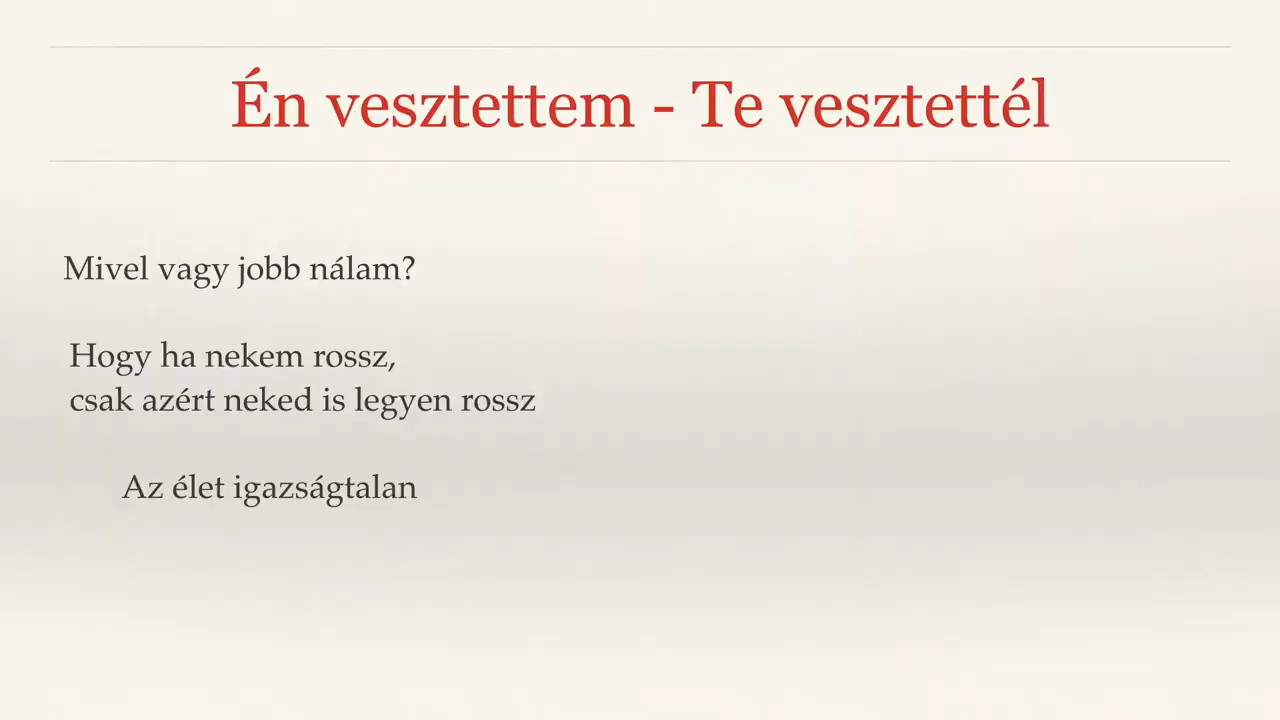 Én vesztettem - Te vesztettél
Mivel vagy jobb nálam?
Hogy ha nekem rossz,
csak azért neked is legyen rossz
Az élet igazságtalan